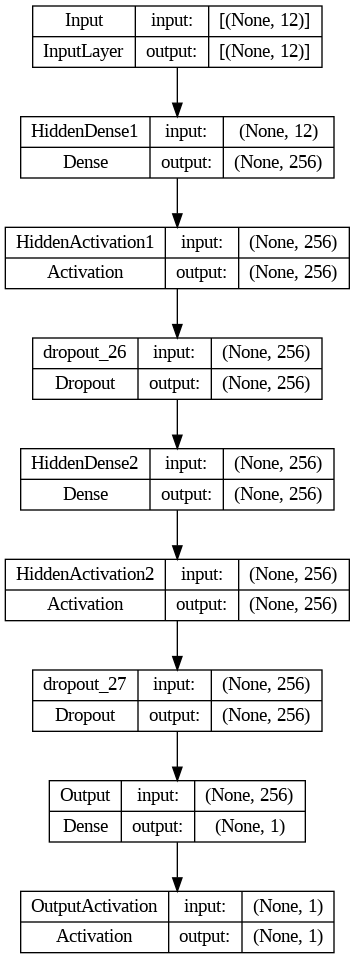 Input input: [(None, 12)]
InputLayer output: [(None, 12)]
HiddenDense1 input: (None, 12)
Dense output: (None, 256)
HiddenActivation1 input: (None, 256)
Activation output: (None, 256)
dropout_26 input: (None, 256)
Dropout output: (None, 256)
HiddenDense2 input: (None, 256)
Dense output: (None, 256)
HiddenActivation2 input: (None, 256)
Activation output: (None, 256)
dropout_27 input: (None, 256)
Dropout output: (None, 256)
Output input: (None, 256)
Dense output: (None, 1)
OutputActivation input: (None, 1)
Activation output: (None, 1)